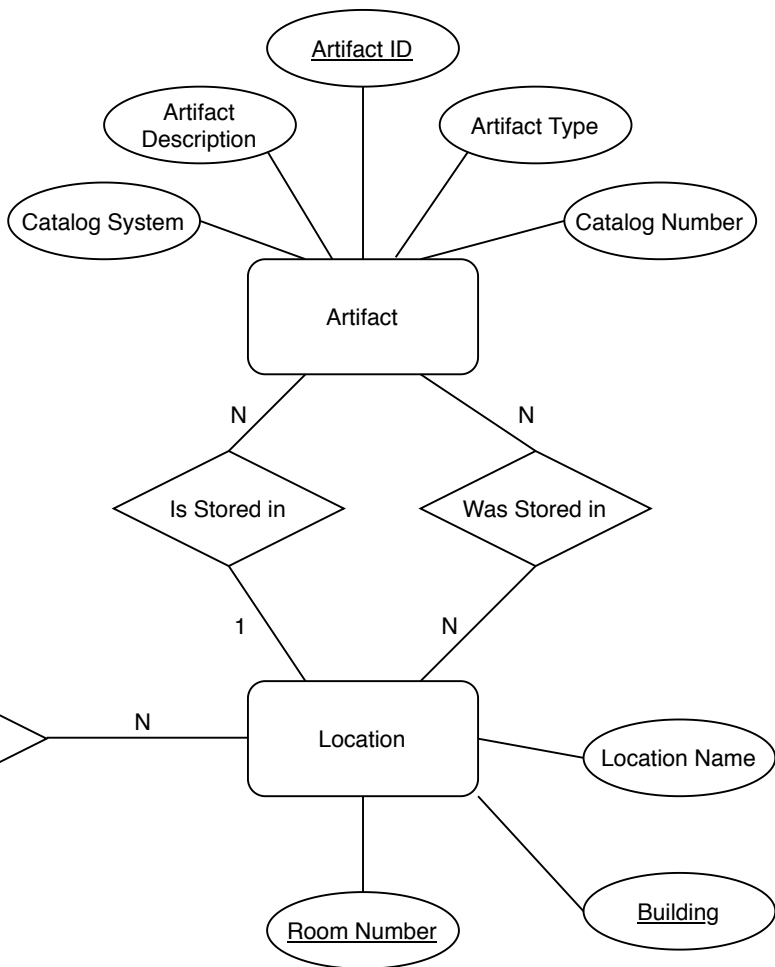 Artifact ID
Artifact
Description
Artifact Type
Catalog System
Catalog Number
Artifact
N
N
Is Stored in
Was Stored in
1
N
N
Location
Location Name
Building
Room Number